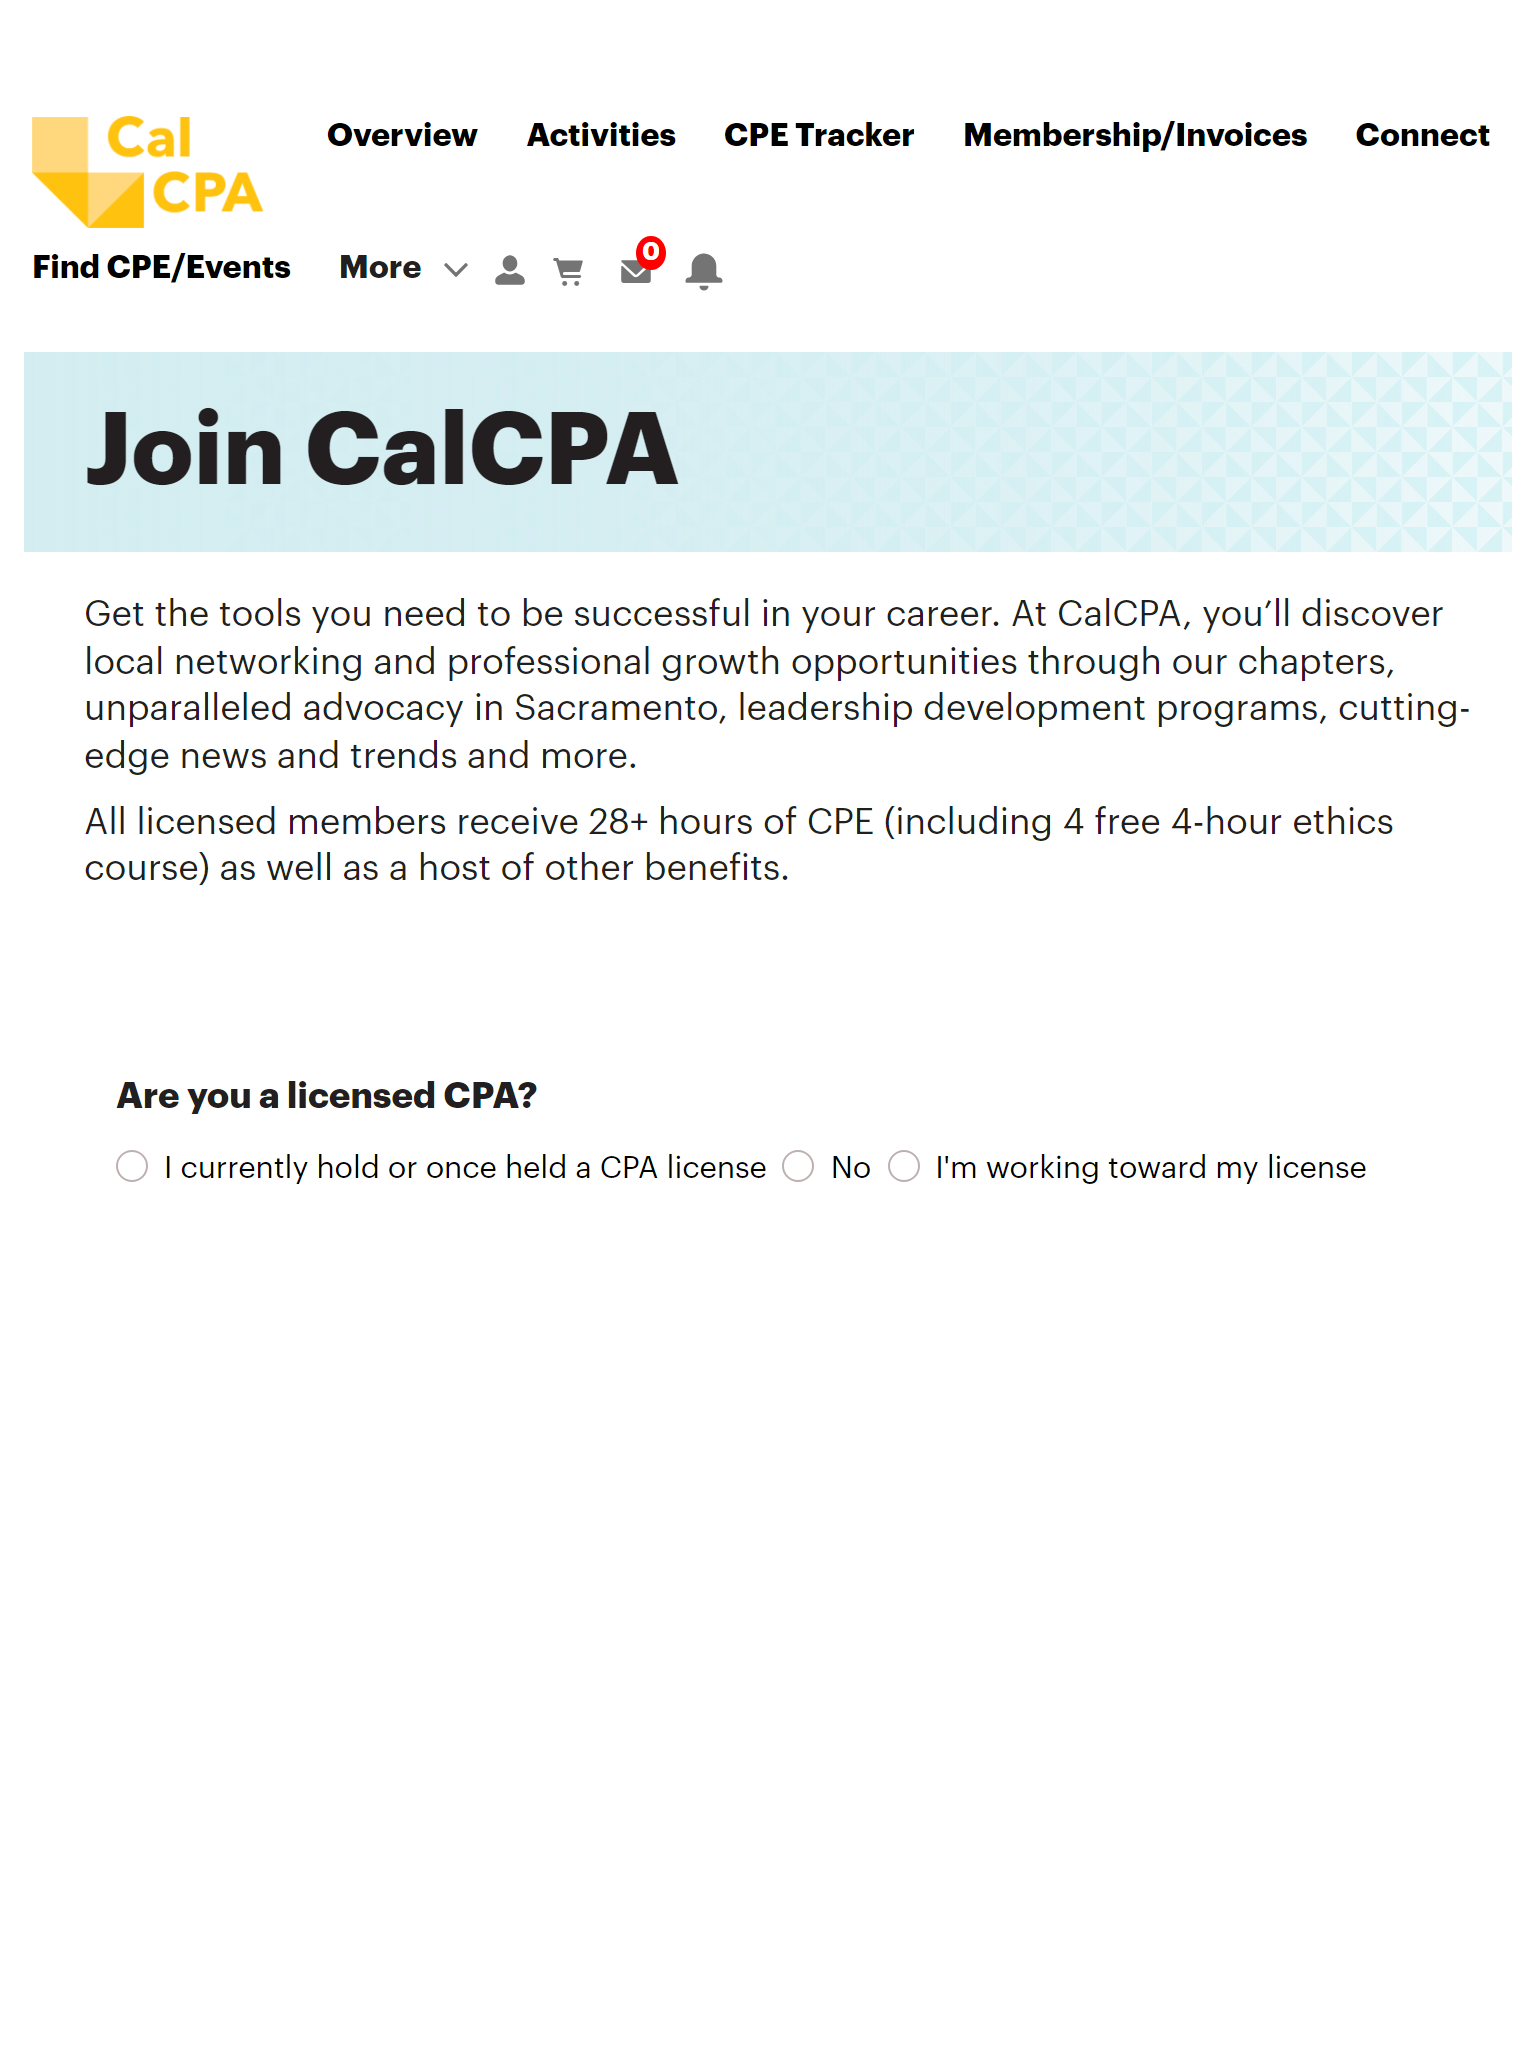 Cal
CPA
Overview Activities CPE Tracker Membership/Invoices Connect
Find CPE/Events More 0
Join CalCPA
Get the tools you need to be successful in your career. At CalCPA, you’ll discover
local networking and professional growth opportunities through our chapters,
unparalleled advocacy in Sacramento, leadership development programs, cutting-
edge news and trends and more.
All licensed members receive 28+ hours of CPE (including 4 free 4-hour ethics
course) as well as a host of other benefits.
Are you a licensed CPA?
I currently hold or once held a CPA license No I'm working toward my license